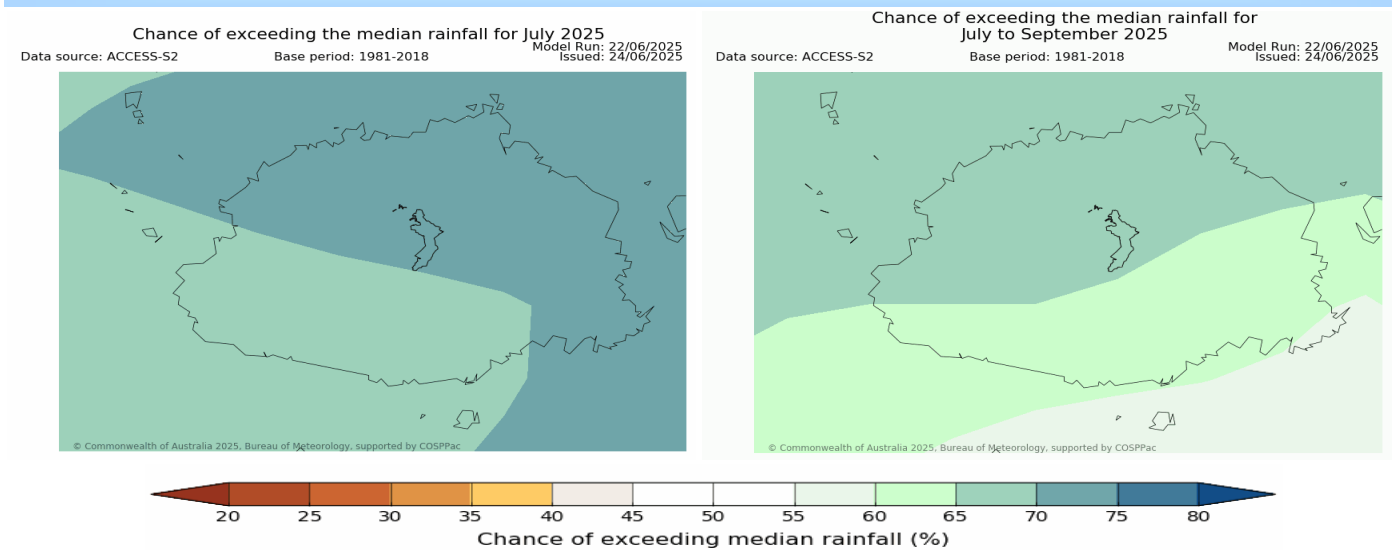 Chance of exceeding the median rainfall for July 2025
Model Run: 22/06/2025
Data source: ACCESS-S2 Base period: 1981-2018 Issued: 24/06/2025
© Commonwealth of Australia 2025, Bureau of Meteorology, supported by COSPPac
Chance of exceeding the median rainfall for
July to September 2025
Model Run: 22/06/2025
Data source: ACCESS-S2 Base period: 1981-2018 Issued: 24/06/2025
© Commonwealth of Australia 2025, Bureau of Meteorology, supported by COSPPac
20 25 30 35 40 45 50 55 60 65 70 75 80
Chance of exceeding median rainfall (%)